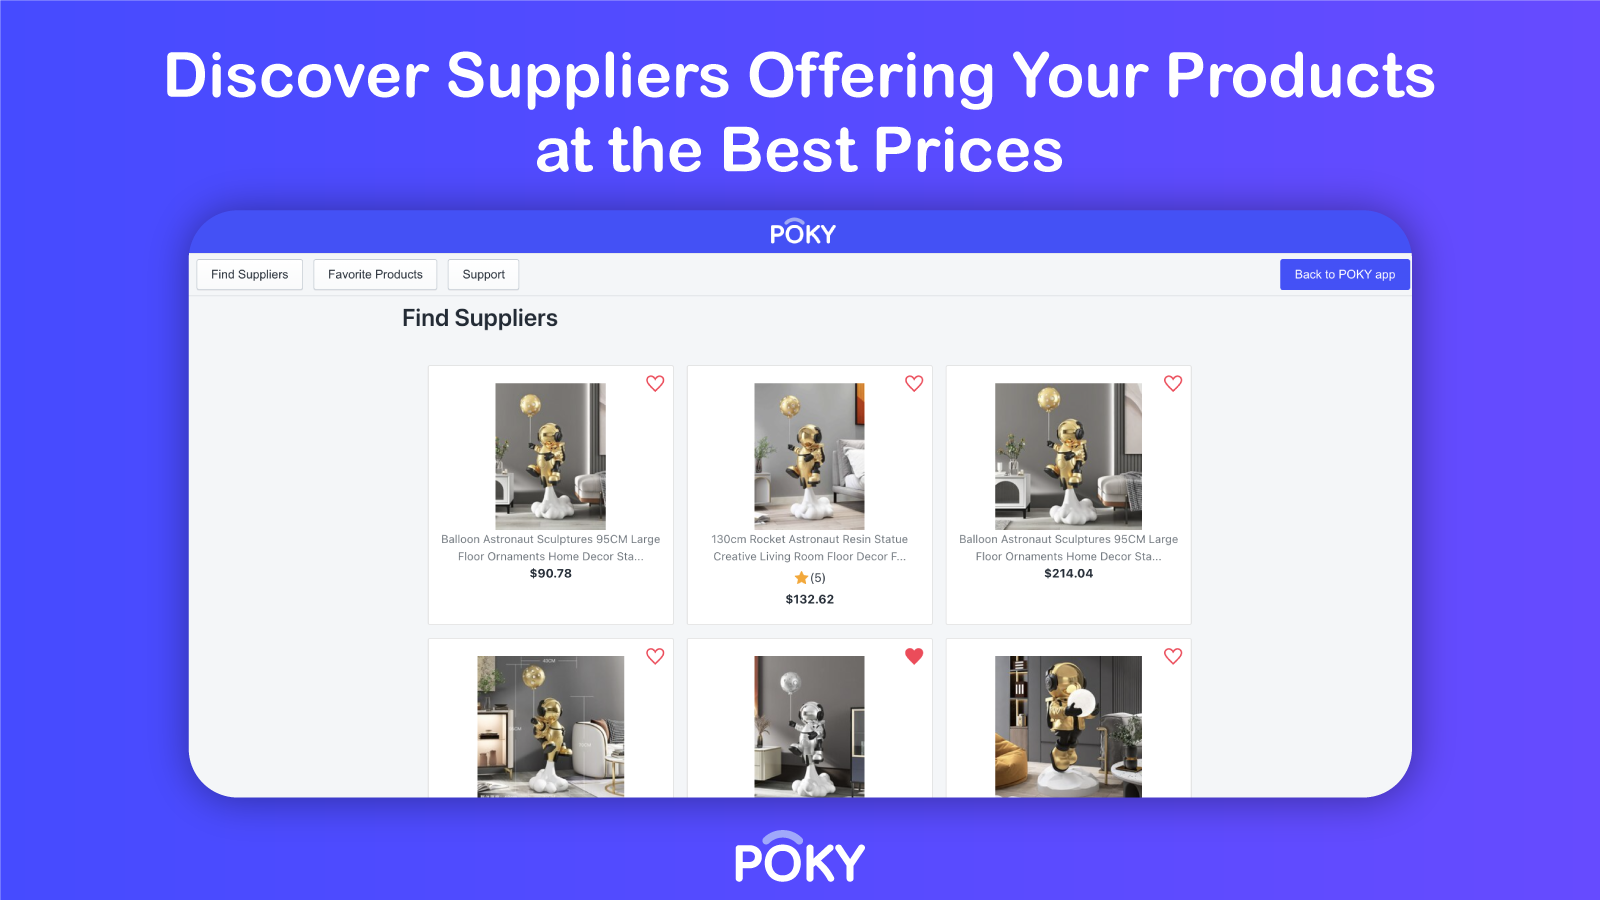 Discover Suppliers Offering Your Products
at the Best Prices
POKY
Find Suppliers
Favorite Products
Support
Back to POKY app
Find Suppliers
Balloon Astronaut Sculptures 95CM Large
Floor Ornaments Home Decor Sta...
$90.78
130cm Rocket Astronaut Resin Statue
Creative Living Room Floor Decor F...
(5)
$132.62
Balloon Astronaut Sculptures 95CM Large
Floor Ornaments Home Decor Sta...
$214.04
POKY